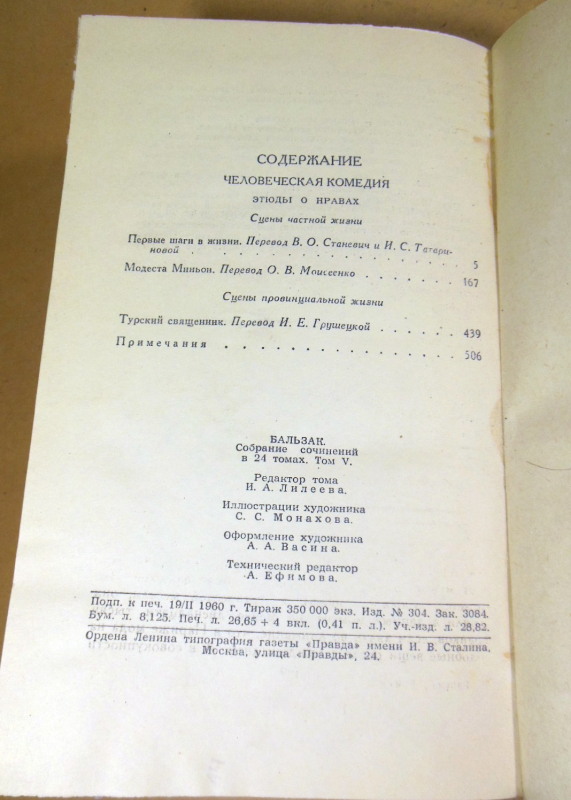 СОДЕРЖАНИЕ
ЧЕЛОВЕЧЕСКАЯ КОМЕДИЯ
ЭТЮДЫ О НРАВАХ
Сцены частной жизни
Первые шаги в жизни. Перевод В. О. Станевич и И. С. Татари-
новой . . . . . . . . . . . . . . . . 5
Модеста Миньон. Перевод О. В. Моисеенко . . . . . . . 167
Сцены провинциальной жизни
Турский священник. Перевод И. Е. Грушецкой . . . . . . 439
Примечания . . . . . . . . . . . . . . . 506
БАЛЬЗАК.
Собрание сочинений
в 24 томах. Том V.
Редактор тома
И. А. Лилеева.
Иллюстрации художника
С. С. Монахова.
Оформление художника
А. А. Васина.
Технический редактор
А. Ефимова.
Подп. к печ. 19/II 1960 г. Тираж 350 000 экз. Изд. № 304. Зак. 3084.
Бум. л. 8,125. Печ. л. 26,65 + 4 вкл. (0,41 п. л.). Уч.-изд. л. 28,82.
Ордена Ленина типография газеты «Правда» имени И. В. Сталина.
Москва, улица «Правды», 24.